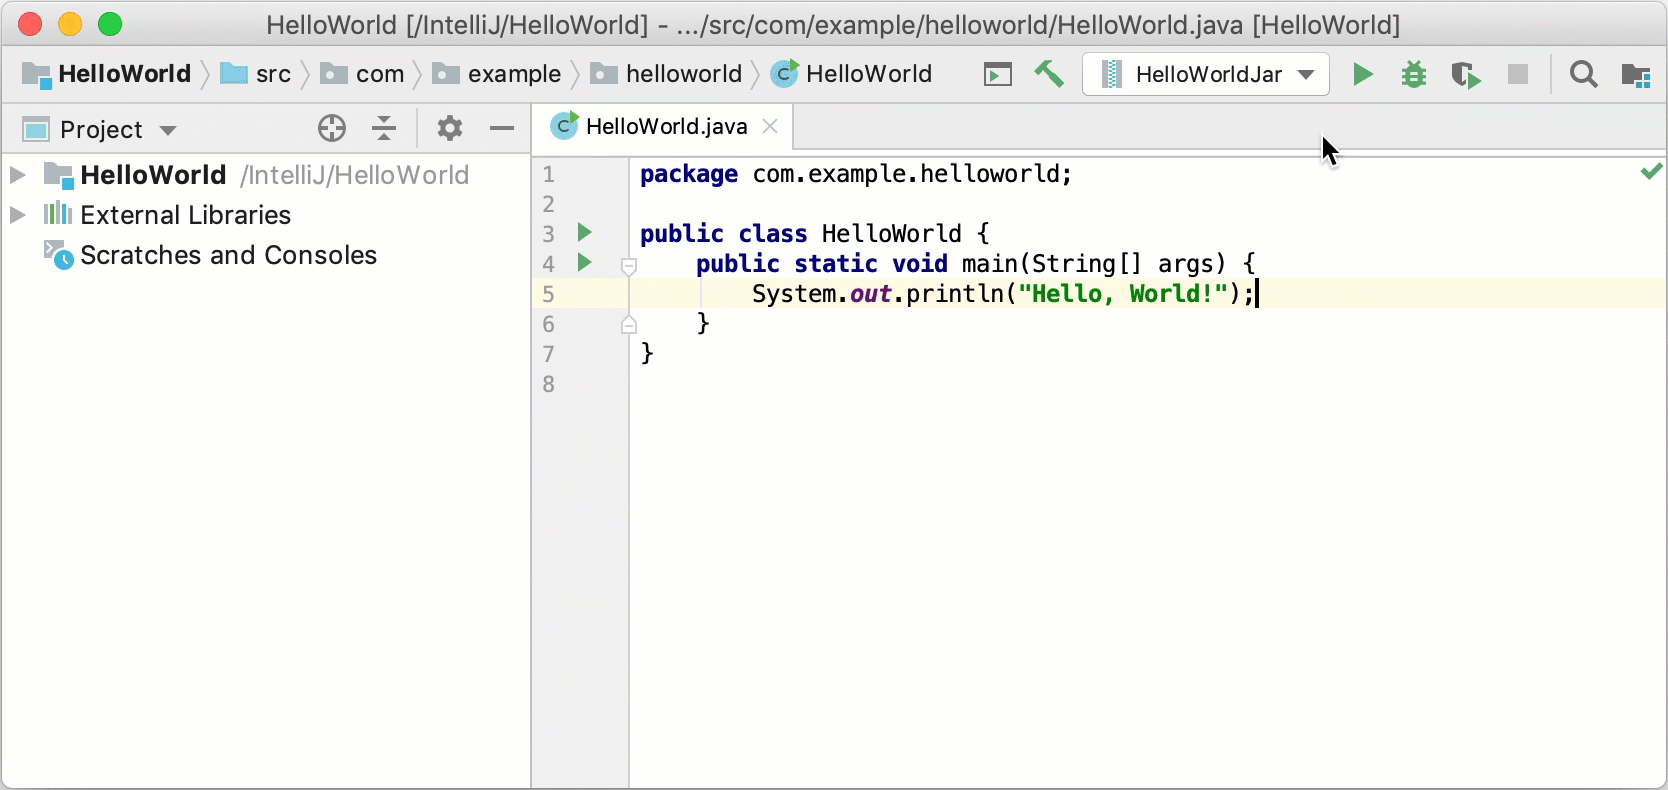 HelloWorld [/IntelliJ/HelloWorld] - .../src/com/example/helloworld/HelloWorld.java [HelloWorld]
HelloWorld src com example helloworld HelloWorld HelloWorldJar
Project
HelloWorld.java
HelloWorld /IntelliJ/HelloWorld
External Libraries
Scratches and Consoles
1 package com.example.helloworld;
2
3 public class HelloWorld {
4     public static void main(String[] args) {
5         System.out.println("Hello, World!");
6     }
7 }
8